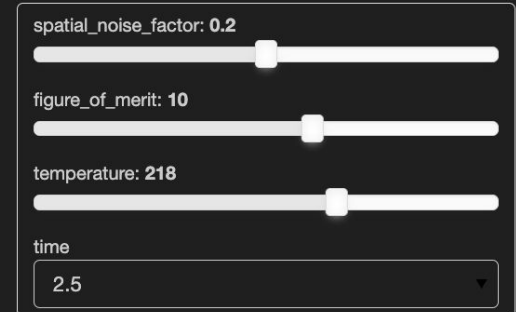 spatial_noise_factor: 0.2
figure_of_merit: 10
temperature: 218
time
2.5